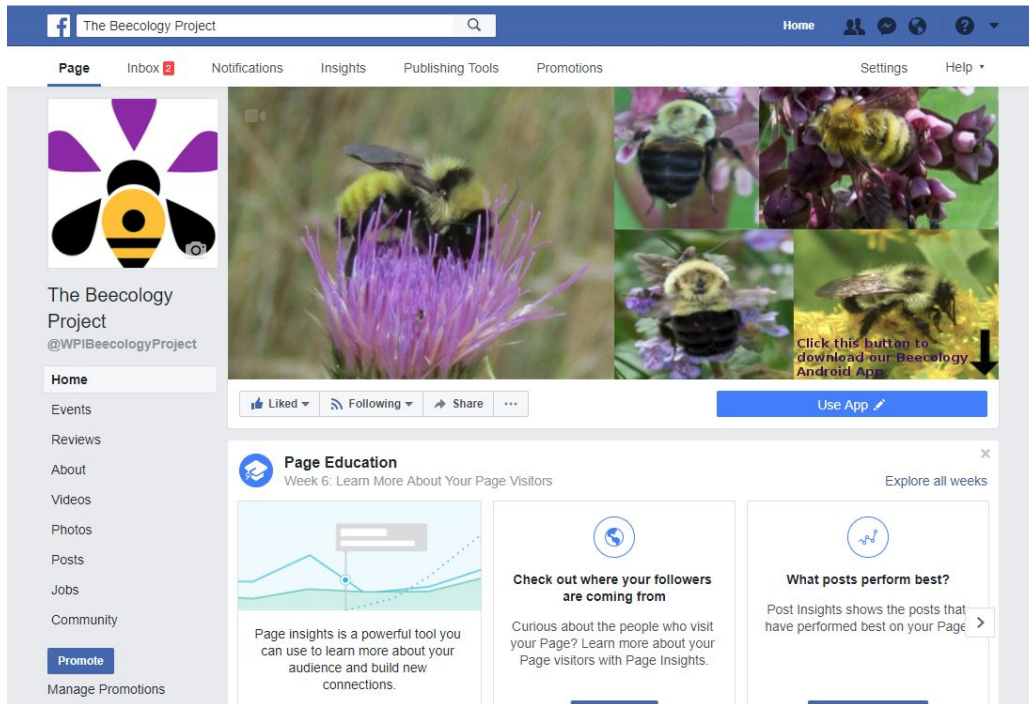 The Beecology Project
Home
Page
Inbox 2
Notifications
Insights
Publishing Tools
Promotions
Settings
Help
The Beecology
Project
@WPIBeecologyProject
Home
Events
Reviews
About
Videos
Photos
Posts
Jobs
Community
Promote
Manage Promotions
Click this button to
download our Beecology
Android App
Liked
Following
Share
Use App
Page Education
Week 6: Learn More About Your Page Visitors
Explore all weeks
Page insights is a powerful tool you
can use to learn more about your
audience and build new
connections.
Check out where your followers
are coming from
Curious about the people who visit
your Page? Learn more about your
Page visitors with Page Insights.
What posts perform best?
Post Insights shows the posts that
have performed best on your Page